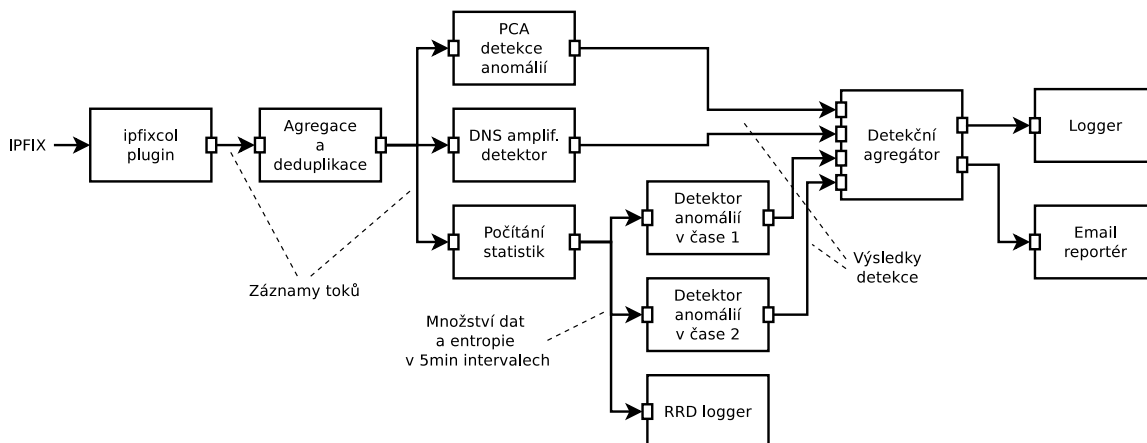 IPFIX
ipfixcol
plugin
Agregace
a
deduplikace
PCA
detekce
anomálií
DNS amplif.
detektor
Počítání
statistik
Detektor
anomálií
v čase 1
Detektor
anomálií
v čase 2
RRD logger
Detekční
agregátor
Logger
Email
reportér
Záznamy toků
Množství dat
a entropie
v 5min intervalech
Výsledky
detekce